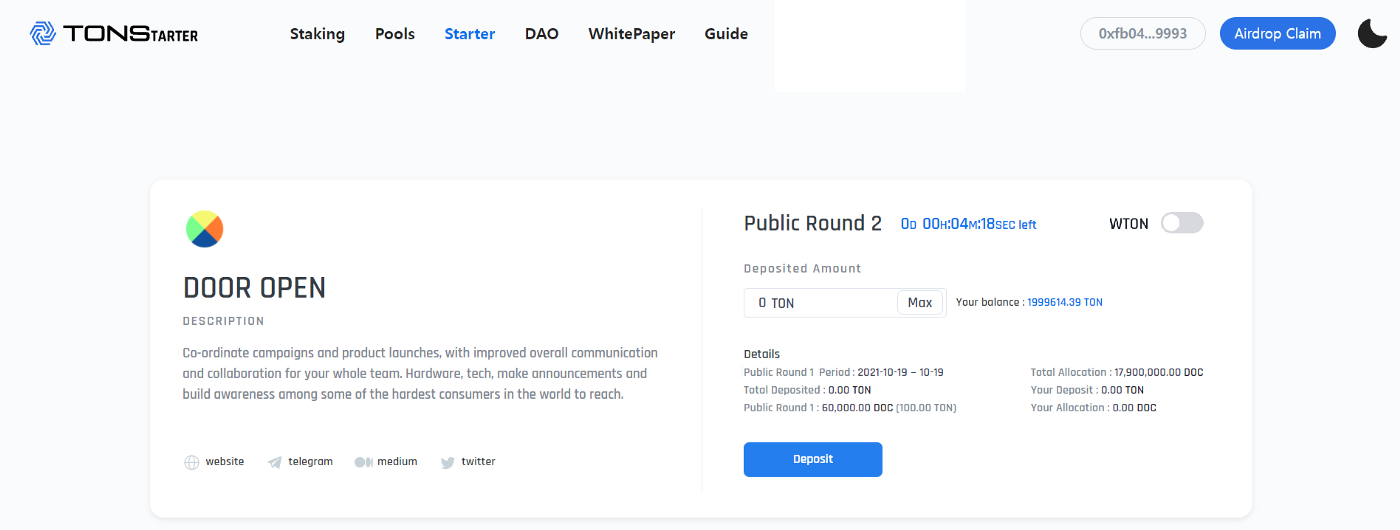 TONSTARTER Staking Pools Starter DAO WhitePaper Guide 0xfb04...9993 Airdrop Claim
DOOR OPEN
DESCRIPTION
Co-ordinate campaigns and product launches, with improved overall communication
and collaboration for your whole team. Hardware, tech, make announcements and
build awareness among some of the hardest consumers in the world to reach.
website telegram medium twitter
Public Round 2 0D 00H:04M:18SEC left WTON
Deposited Amount
0 TON Max Your balance : 1999614.39 TON
Details
Public Round 1 Period : 2021-10-19 – 10-19 Total Allocation : 17,900,000.00 DOC
Total Deposited : 0.00 TON Your Deposit : 0.00 TON
Public Round 1 : 60,000.00 DOC (100.00 TON) Your Allocation : 0.00 DOC
Deposit